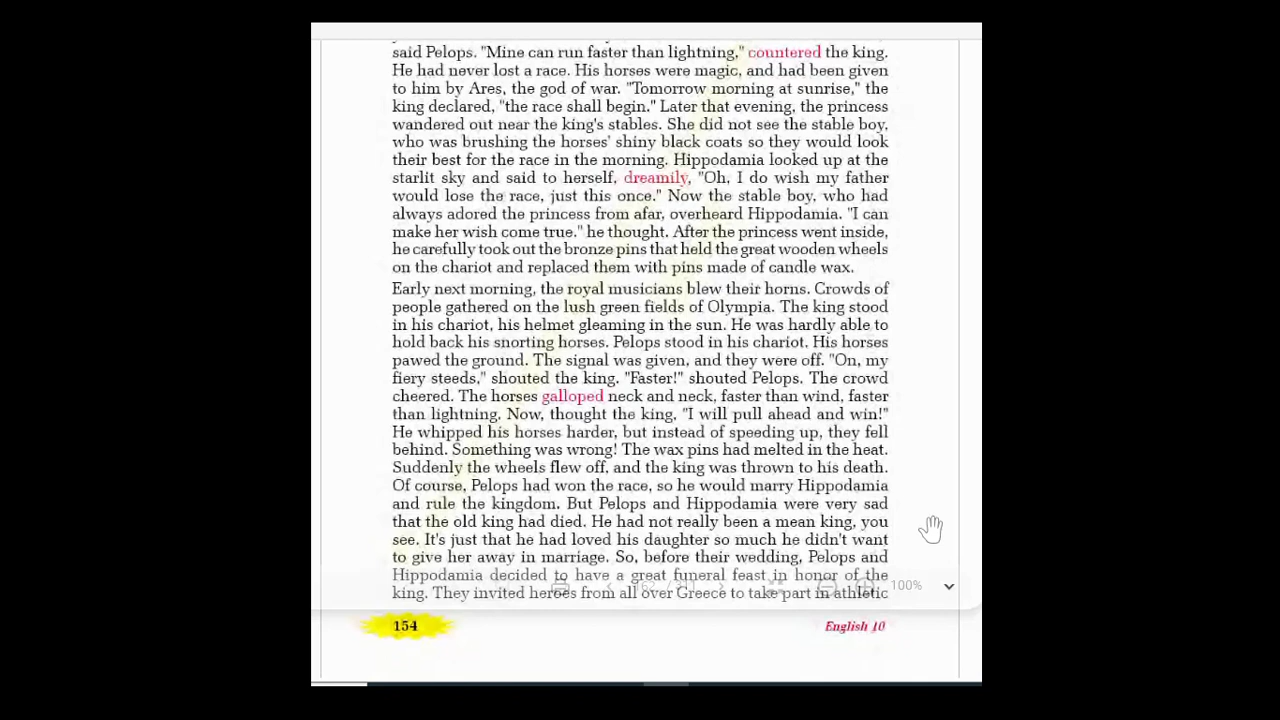 said Pelops. "Mine can run faster than lightning," countered the king.
He had never lost a race. His horses were magic, and had been given
to him by Ares, the god of war. "Tomorrow morning at sunrise," the
king declared, "the race shall begin." Later that evening, the princess
wandered out near the king's stables. She did not see the stable boy,
who was brushing the horses' shiny black coats so they would look
their best for the race in the morning. Hippodamia looked up at the
starlit sky and said to herself, dreamily, "Oh, I do wish my father
would lose the race, just this once." Now the stable boy, who had
always adored the princess from afar, overheard Hippodamia. "I can
make her wish come true." he thought. After the princess went inside,
he carefully took out the bronze pins that held the great wooden wheels
on the chariot and replaced them with pins made of candle wax.
Early next morning, the royal musicians blew their horns. Crowds of
people gathered on the lush green fields of Olympia. The king stood
in his chariot, his helmet gleaming in the sun. He was hardly able to
hold back his snorting horses. Pelops stood in his chariot. His horses
pawed the ground. The signal was given, and they were off. "On, my
fiery steeds," shouted the king. "Faster!" shouted Pelops. The crowd
cheered. The horses galloped neck and neck, faster than wind, faster
than lightning. Now, thought the king, "I will pull ahead and win!"
He whipped his horses harder, but instead of speeding up, they fell
behind. Something was wrong! The wax pins had melted in the heat.
Suddenly the wheels flew off, and the king was thrown to his death.
Of course, Pelops had won the race, so he would marry Hippodamia
and rule the kingdom. But Pelops and Hippodamia were very sad
that the old king had died. He had not really been a mean king, you
see. It's just that he had loved his daughter so much he didn't want
to give her away in marriage. So, before their wedding, Pelops and
Hippodamia decided to have a great funeral feast in honor of the
100%
king. They invited heroes from all over Greece to take part in athletic
154
English 10